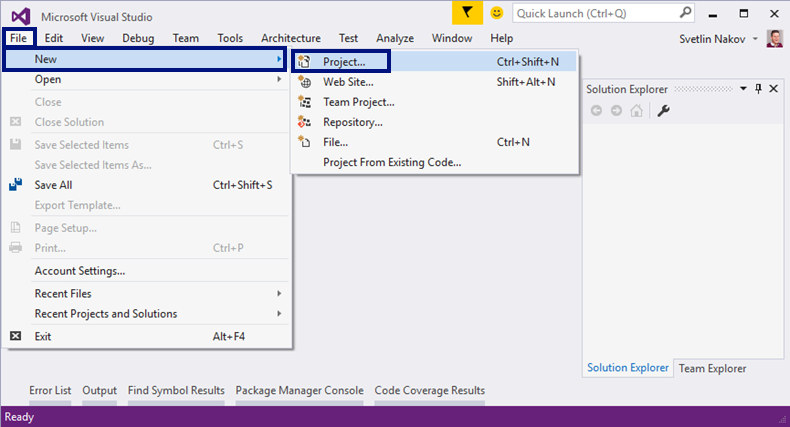 Microsoft Visual Studio
Quick Launch (Ctrl+Q)
File Edit View Debug Team Tools Architecture Test Analyze Window Help
Svetlin Nakov
New
Open
Close
Close Solution
Save Selected Items Ctrl+S
Save Selected Items As...
Save All Ctrl+Shift+S
Export Template...
Page Setup...
Print... Ctrl+P
Account Settings...
Recent Files
Recent Projects and Solutions
Exit Alt+F4
Project... Ctrl+Shift+N
Web Site... Shift+Alt+N
Team Project...
Repository...
File... Ctrl+N
Project From Existing Code...
Solution Explorer
Solution Explorer Team Explorer
Error List Output Find Symbol Results Package Manager Console Code Coverage Results
Ready